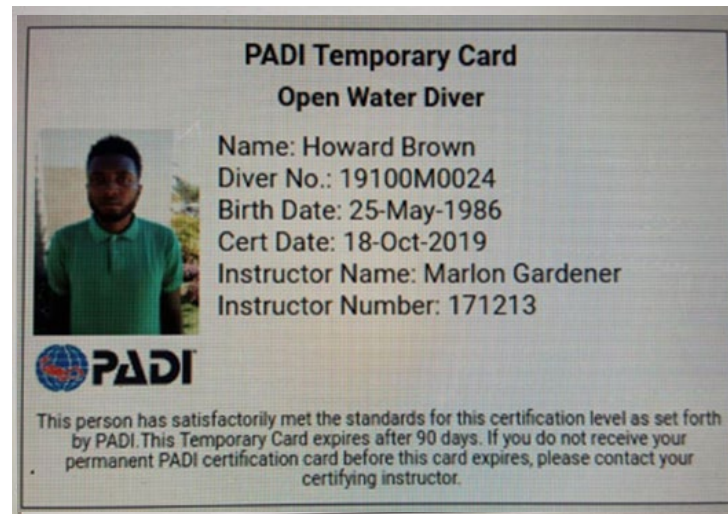 PADI Temporary Card
Open Water Diver
Name: Howard Brown
Diver No.: 19100M0024
Birth Date: 25-May-1986
Cert Date: 18-Oct-2019
Instructor Name: Marlon Gardener
Instructor Number: 171213
PADI
This person has satisfactorily met the standards for this certification level as set forth
by PADI. This Temporary Card expires after 90 days. If you do not receive your
permanent PADI certification card before this card expires, please contact your
certifying instructor.